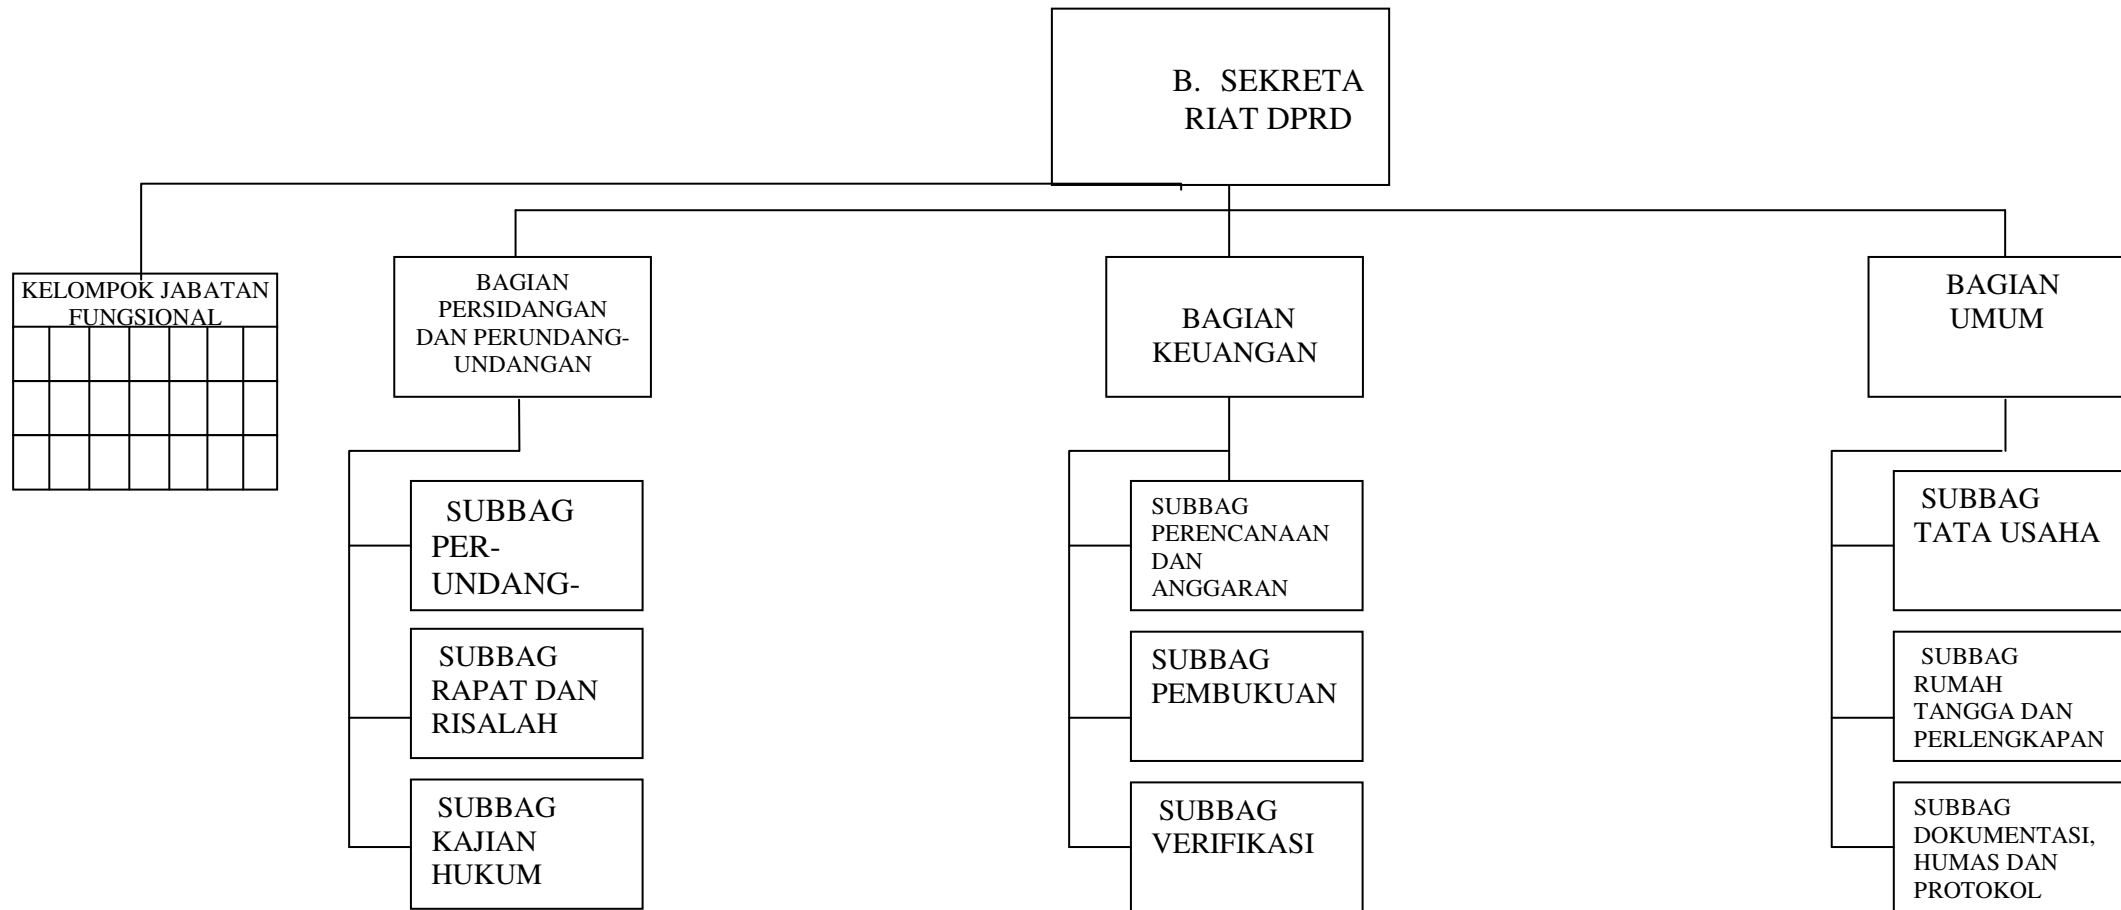 B. SEKRETA
RIAT DPRD
KELOMPOK JABATAN
FUNGSIONAL
BAGIAN
PERSIDANGAN
DAN PERUNDANG-
UNDANGAN
BAGIAN
KEUANGAN
BAGIAN
UMUM
SUBBAG
PER-
UNDANG-
SUBBAG
RAPAT DAN
RISALAH
SUBBAG
KAJIAN
HUKUM
SUBBAG
PERENCANAAN
DAN
ANGGARAN
SUBBAG
PEMBUKUAN
SUBBAG
VERIFIKASI
SUBBAG
TATA USAHA
SUBBAG
RUMAH
TANGGA DAN
PERLENGKAPAN
SUBBAG
DOKUMENTASI,
HUMAS DAN
PROTOKOL